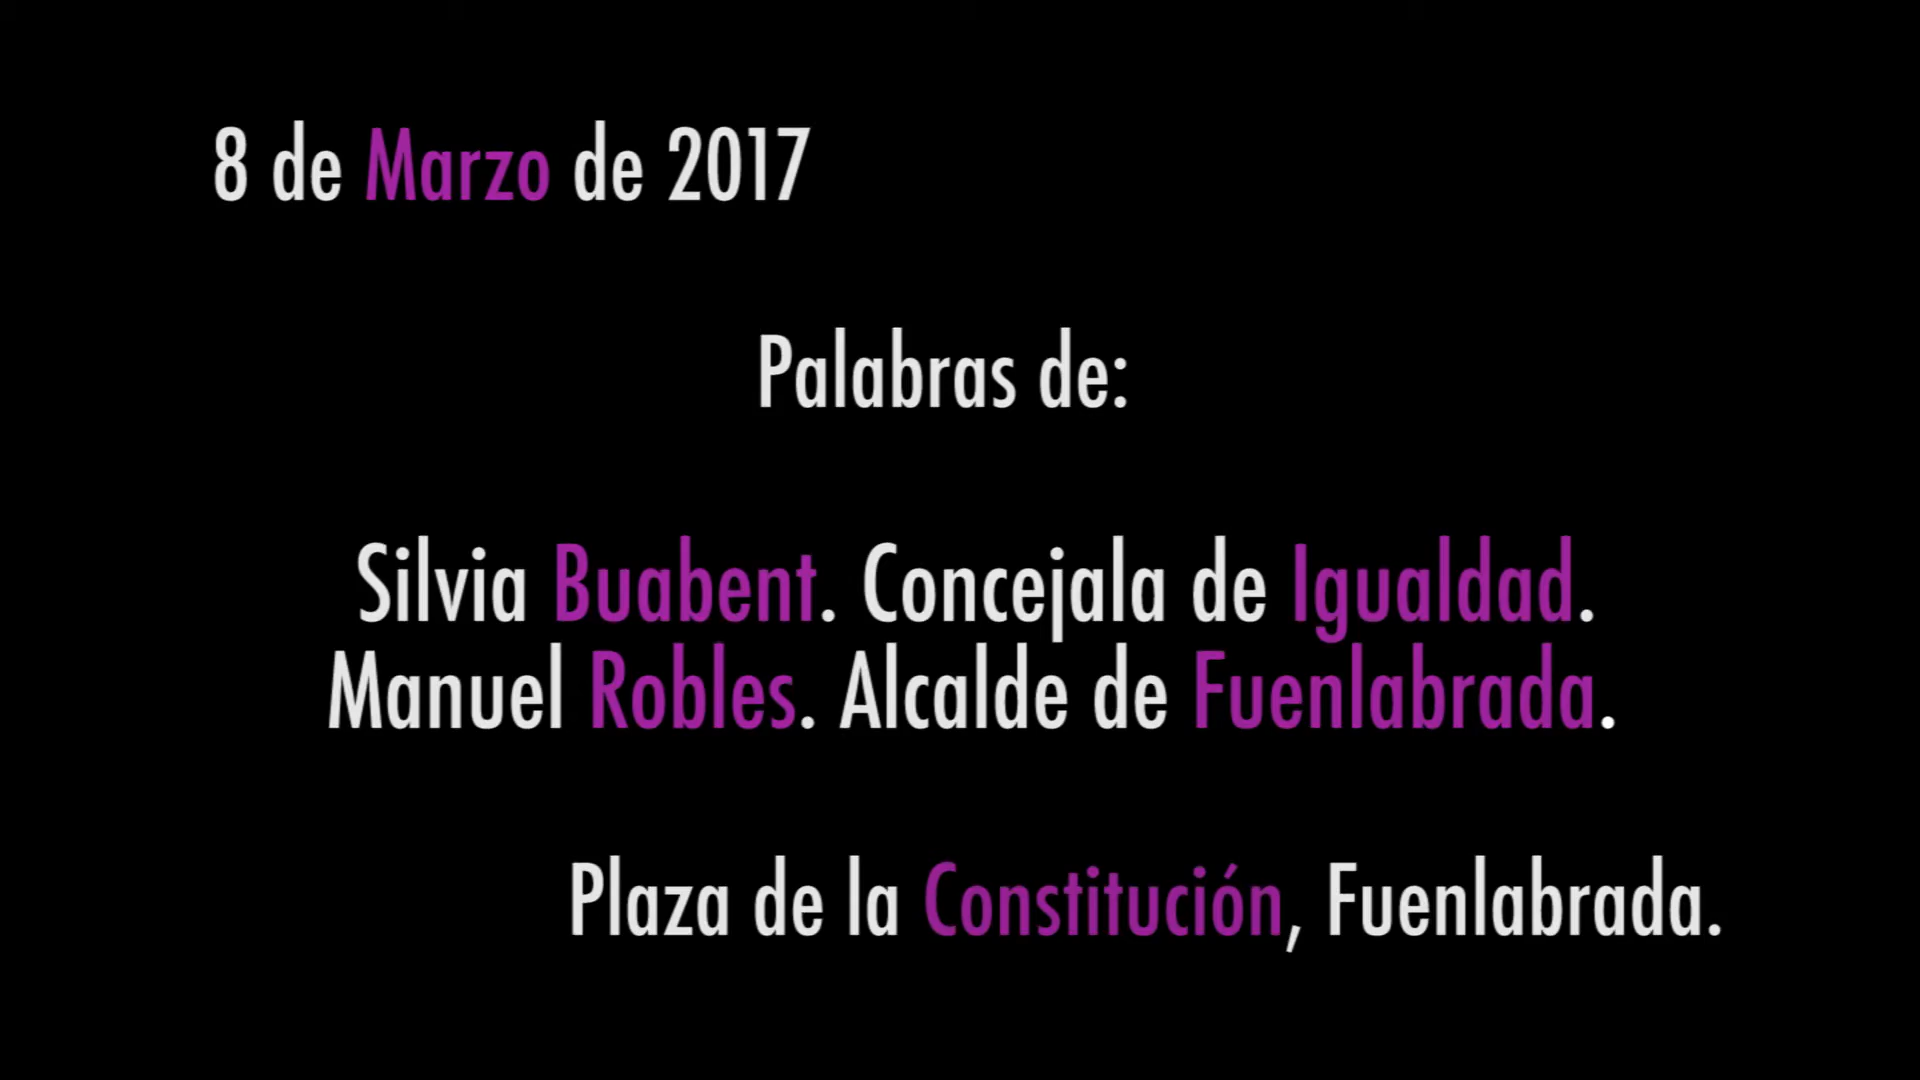 8 de Marzo de 2017
Palabras de:
Silvia Buabent. Concejala de Igualdad.
Manuel Robles. Alcalde de Fuenlabrada.
Plaza de la Constitución, Fuenlabrada.